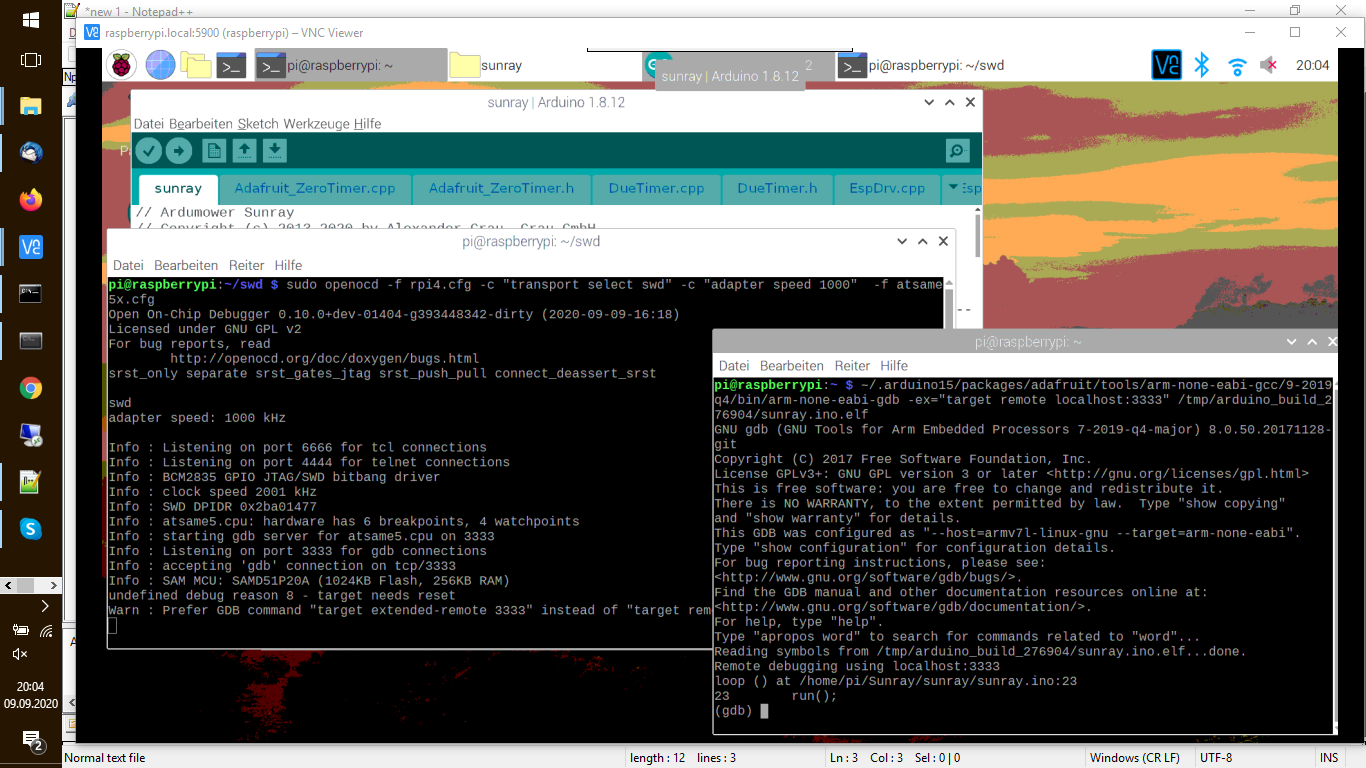 *new 1 - Notepad++
raspberrypi.local:5900 (raspberrypi) – VNC Viewer
pi@raspberrypi: ~
sunray
2
sunray | Arduino 1.8.12
pi@raspberrypi: ~/swd
20:04
sunray | Arduino 1.8.12
Datei Bearbeiten Sketch Werkzeuge Hilfe
sunray
Adafruit_ZeroTimer.cpp
Adafruit_ZeroTimer.h
DueTimer.cpp
DueTimer.h
EspDrv.cpp
Esp
// Ardumower Sunray
// Copyright (c) 2013-2020 by Alexander Grau, Grau GmbH
pi@raspberrypi: ~/swd
Datei Bearbeiten Reiter Hilfe
pi@raspberrypi:~/swd $ sudo openocd -f rpi4.cfg -c "transport select swd" -c "adapter speed 1000"  -f atsame
5x.cfg
Open On-Chip Debugger 0.10.0+dev-01404-g393448342-dirty (2020-09-09-16:18)
Licensed under GNU GPL v2
For bug reports, read
        http://openocd.org/doc/doxygen/bugs.html
srst_only separate srst_gates_jtag srst_push_pull connect_deassert_srst
swd
adapter speed: 1000 kHz
Info : Listening on port 6666 for tcl connections
Info : Listening on port 4444 for telnet connections
Info : BCM2835 GPIO JTAG/SWD bitbang driver
Info : clock speed 2001 kHz
Info : SWD DPIDR 0x2ba01477
Info : atsame5.cpu: hardware has 6 breakpoints, 4 watchpoints
Info : starting gdb server for atsame5.cpu on 3333
Info : Listening on port 3333 for gdb connections
Info : accepting 'gdb' connection on tcp/3333
Info : SAM MCU: SAMD51P20A (1024KB Flash, 256KB RAM)
undefined debug reason 8 - target needs reset
Warn : Prefer GDB command "target extended-remote 3333" instead of "target rem
pi@raspberrypi: ~
Datei Bearbeiten Reiter Hilfe
pi@raspberrypi:~ $ ~/.arduino15/packages/adafruit/tools/arm-none-eabi-gcc/9-2019
q4/bin/arm-none-eabi-gdb -ex="target remote localhost:3333" /tmp/arduino_build_2
276904/sunray.ino.elf
GNU gdb (GNU Tools for Arm Embedded Processors 7-2019-q4-major) 8.0.50.20171128-
git
Copyright (C) 2017 Free Software Foundation, Inc.
License GPLv3+: GNU GPL version 3 or later <http://gnu.org/licenses/gpl.html>
This is free software: you are free to change and redistribute it.
There is NO WARRANTY, to the extent permitted by law.  Type "show copying"
and "show warranty" for details.
This GDB was configured as "--host=armv7l-linux-gnu --target=arm-none-eabi".
Type "show configuration" for configuration details.
For bug reporting instructions, please see:
<http://www.gnu.org/software/gdb/bugs/>.
Find the GDB manual and other documentation resources online at:
<http://www.gnu.org/software/gdb/documentation/>.
For help, type "help".
Type "apropos word" to search for commands related to "word"...
Reading symbols from /tmp/arduino_build_276904/sunray.ino.elf...done.
Remote debugging using localhost:3333
loop () at /home/pi/Sunray/sunray/sunray.ino:23
23        run();
(gdb)
20:04
09.09.2020
2
Normal text file
length : 12 lines : 3
Ln : 3 Col : 3 Sel : 0 | 0
Windows (CR LF)
UTF-8
INS